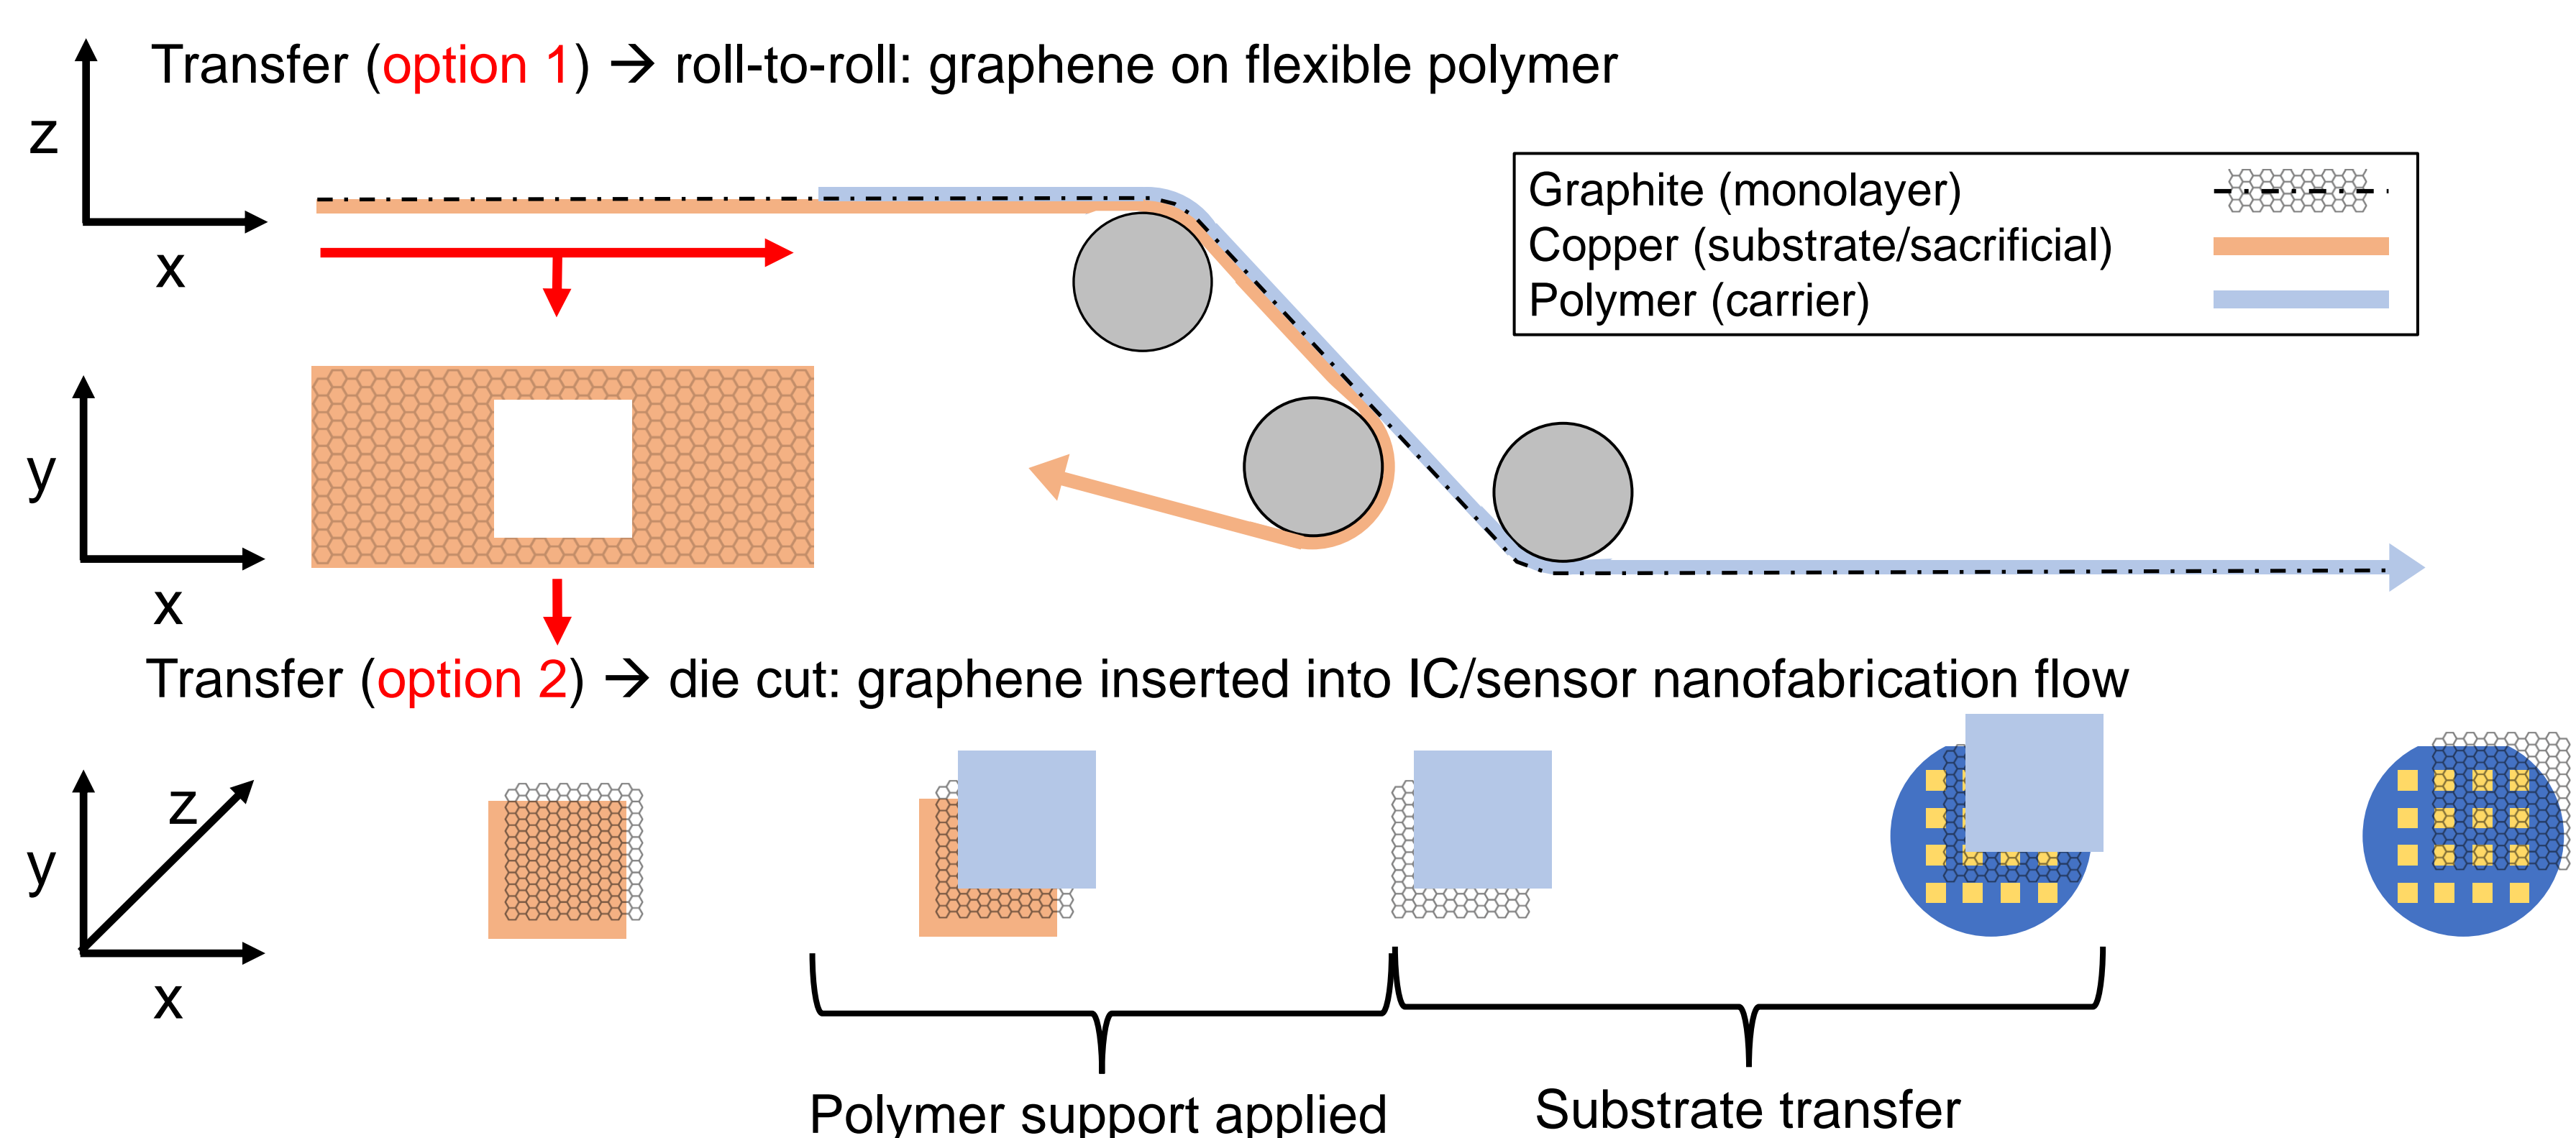 Transfer (option 1) → roll-to-roll: graphene on flexible polymer
z
x
Graphite (monolayer)
Copper (substrate/sacrificial)
Polymer (carrier)
y
x
Transfer (option 2) → die cut: graphene inserted into IC/sensor nanofabrication flow
z
y
x
Polymer support applied
Substrate transfer